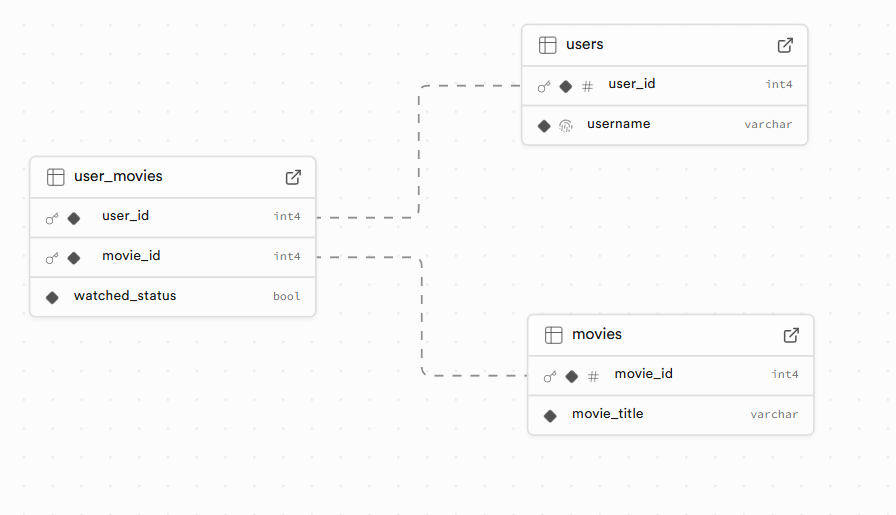 users
user_id int4
username varchar
user_movies
user_id int4
movie_id int4
watched_status bool
movies
movie_id int4
movie_title varchar